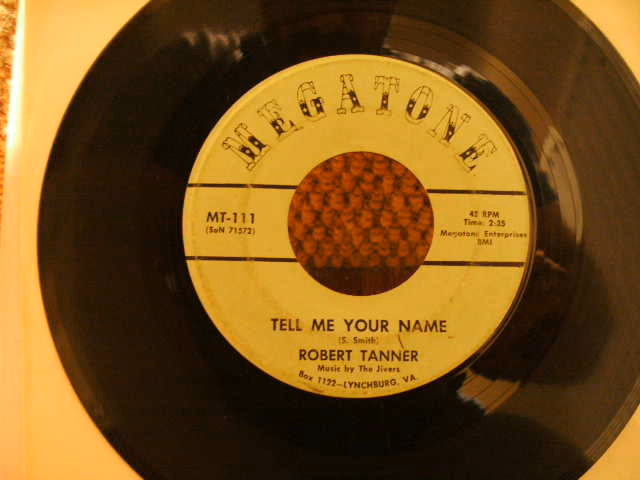 MEGATONE
MT-111
(SoN 71572)
45 RPM
Time: 2:35
Megatone Enterprises
BMI
TELL ME YOUR NAME
(S. Smith)
ROBERT TANNER
Music by The Jivers
Box 1122—LYNCHBURG, VA.